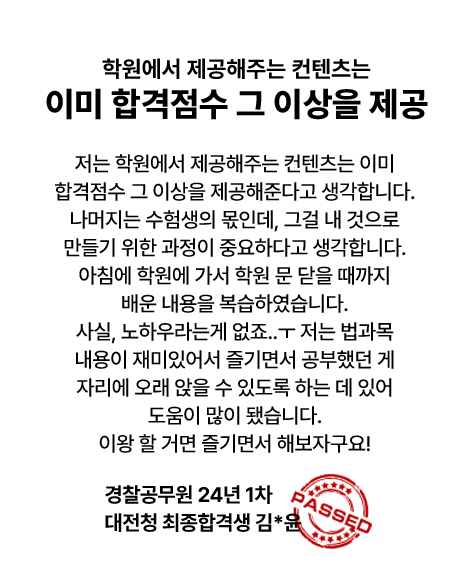 학원에서 제공해주는 컨텐츠는
이미 합격점수 그 이상을 제공
저는 학원에서 제공해주는 컨텐츠는 이미
합격점수 그 이상을 제공해준다고 생각합니다.
나머지는 수험생의 몫인데, 그걸 내 것으로
만들기 위한 과정이 중요하다고 생각합니다.
아침에 학원에 가서 학원 문 닫을 때까지
배운 내용을 복습하였습니다.
사실, 노하우라는게 없죠..ㅜ 저는 법과목
내용이 재미있어서 즐기면서 공부했던 게
자리에 오래 앉을 수 있도록 하는 데 있어
도움이 많이 됐습니다.
이왕 할 거면 즐기면서 해보자구요!
경찰공무원 24년 1차
대전청 최종합격생 김*윤
PASSED